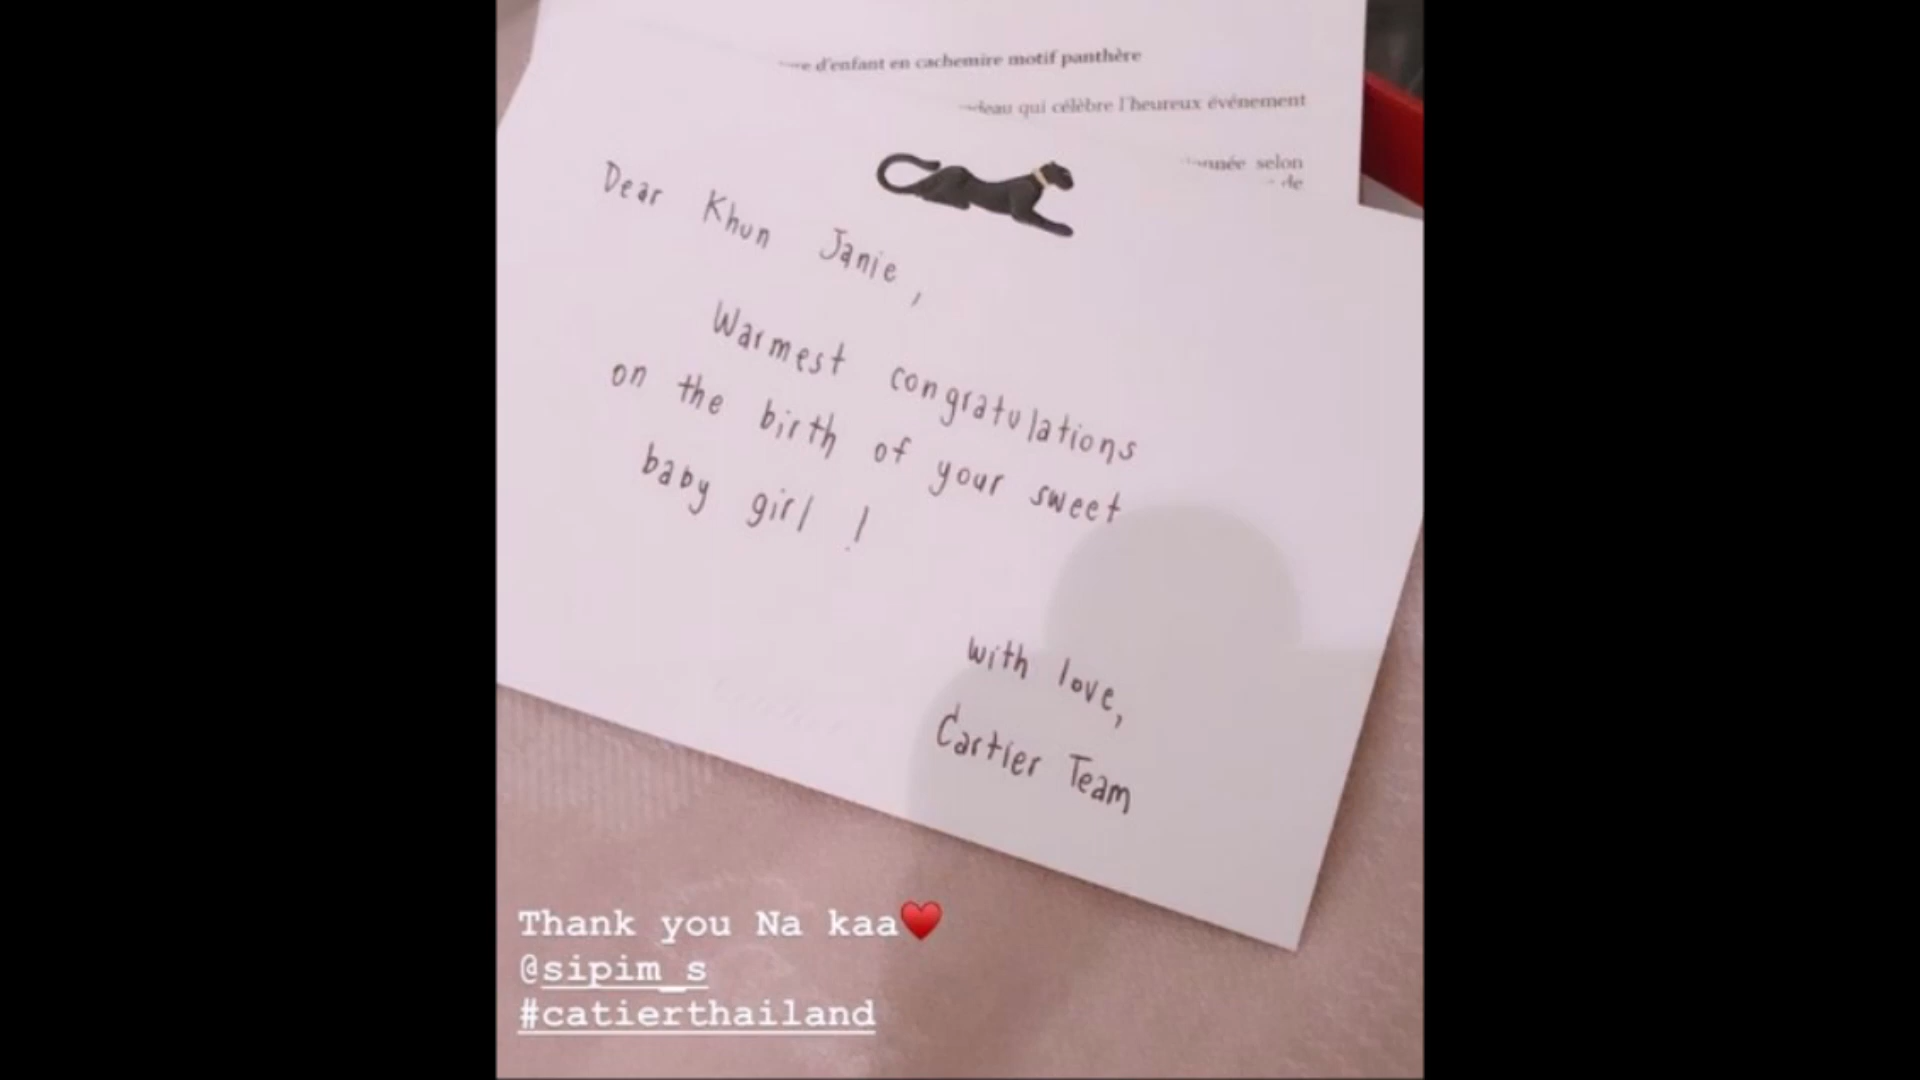 d'enfant en cachemire motif panthère
qui célèbre l'heureux événement
selon
de
Dear Khun Janie,
Warmest congratulations
on the birth of your sweet
baby girl !
with love,
Cartier Team
Thank you Na kaa❤️
@sipim_s
#catierthailand